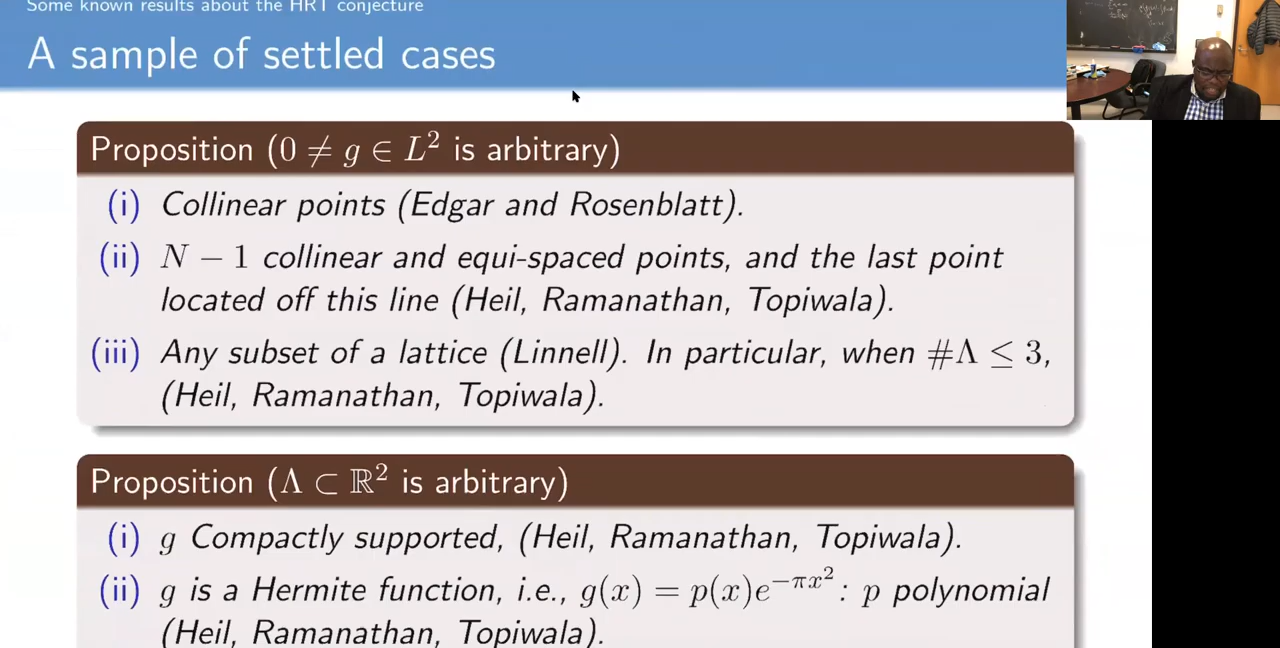 Some known results about the HRT conjecture
A sample of settled cases
Proposition (0 ≠ g ∈ L² is arbitrary)
(i) Collinear points (Edgar and Rosenblatt).
(ii) N − 1 collinear and equi-spaced points, and the last point
located off this line (Heil, Ramanathan, Topiwala).
(iii) Any subset of a lattice (Linnell). In particular, when #Λ ≤ 3,
(Heil, Ramanathan, Topiwala).
Proposition (Λ ⊂ ℝ² is arbitrary)
(i) g Compactly supported, (Heil, Ramanathan, Topiwala).
(ii) g is a Hermite function, i.e., g(x) = p(x)e^{−πx²}: p polynomial
(Heil, Ramanathan, Topiwala).